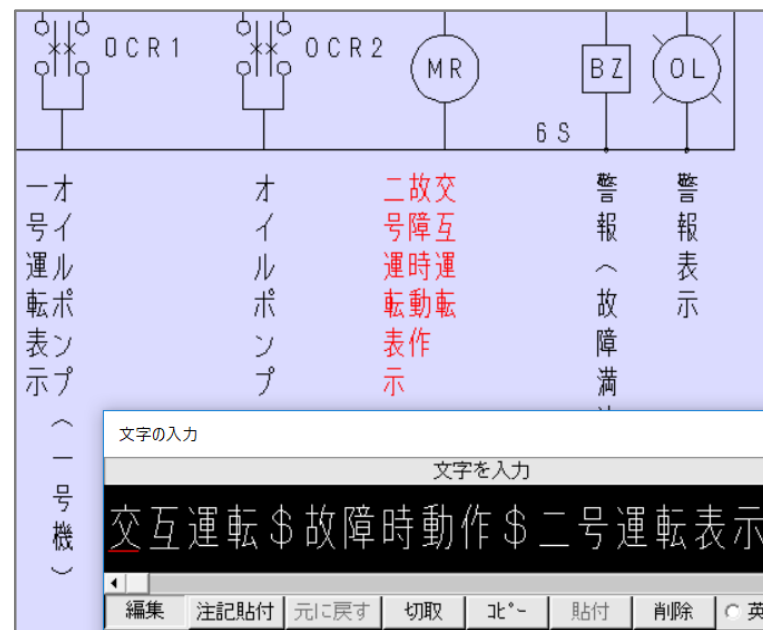 OCR1
OCR2
MR
BZ
OL
6S
警報表示
警報（故障満
交互運転
故障時動作
二号運転表示
オイルポンプ
オイルポンプ（一号機）
一号運転表示
文字の入力
文字を入力
交互運転＄故障時動作＄二号運転表示
編集
注記貼付
元に戻す
切取
ｺﾋﾟｰ
貼付
削除
英